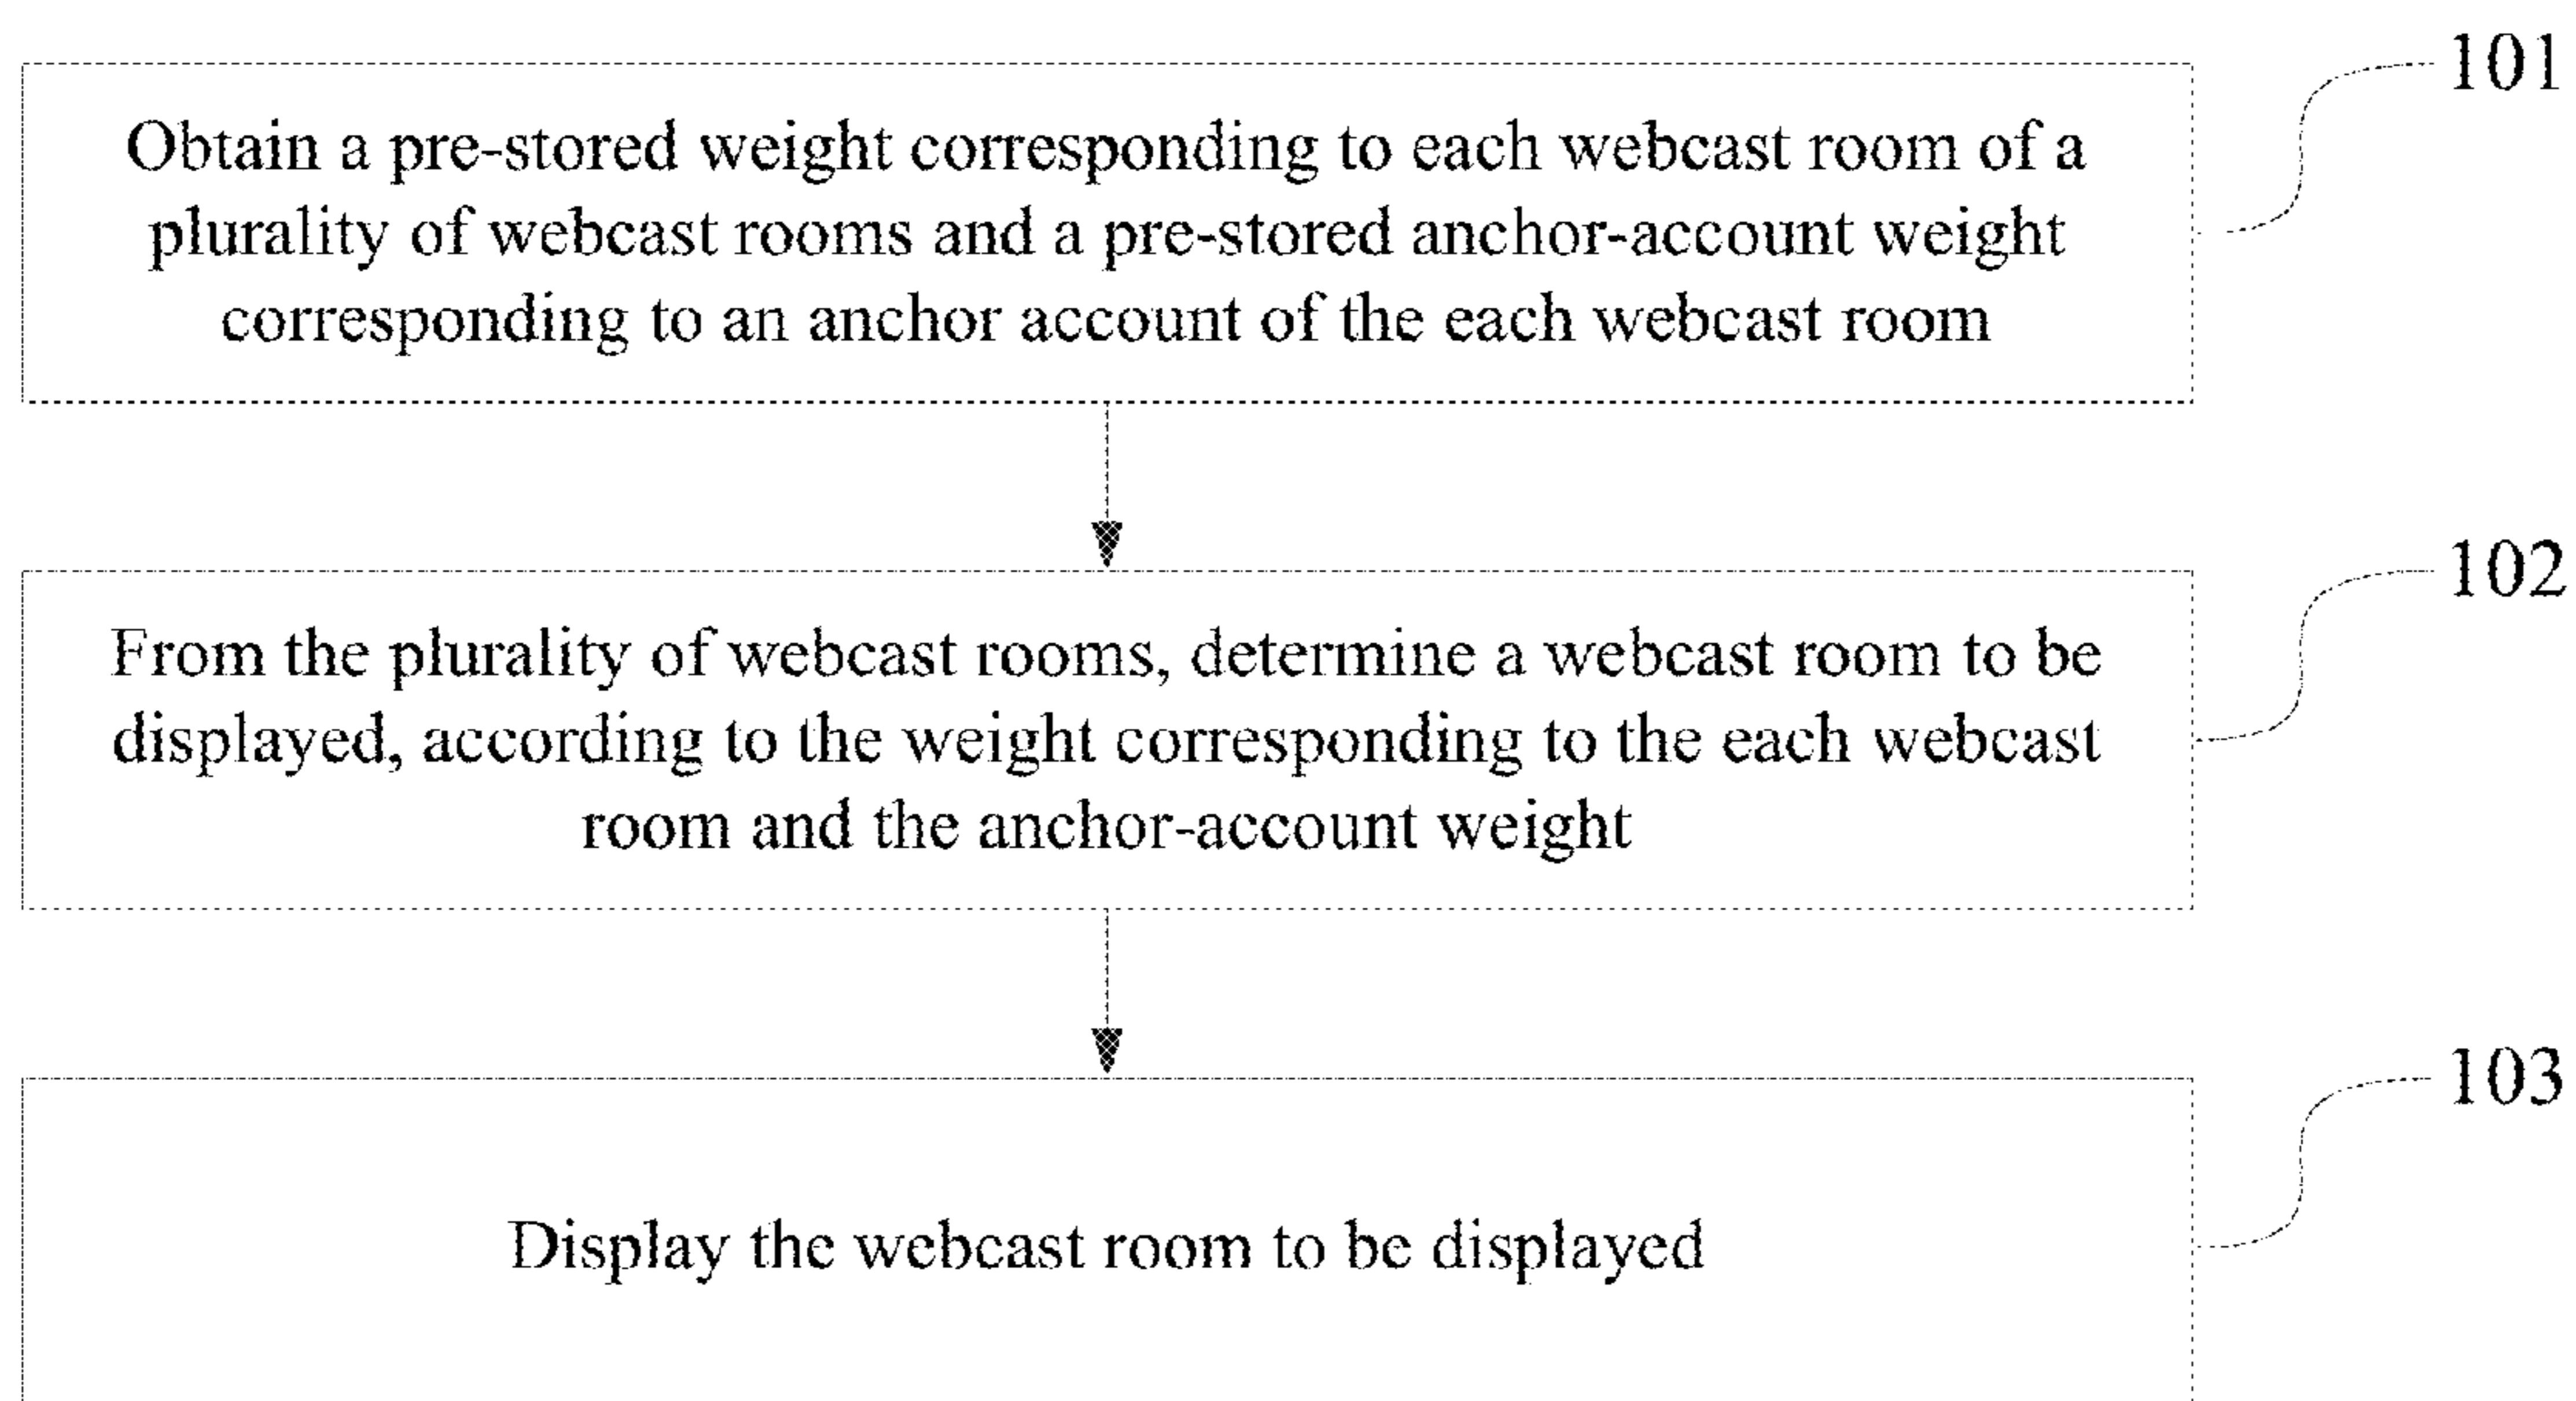 101
Obtain a pre-stored weight corresponding to each webcast room of a
plurality of webcast rooms and a pre-stored anchor-account weight
corresponding to an anchor account of the each webcast room
102
From the plurality of webcast rooms, determine a webcast room to be
displayed, according to the weight corresponding to the each webcast
room and the anchor-account weight
103
Display the webcast room to be displayed